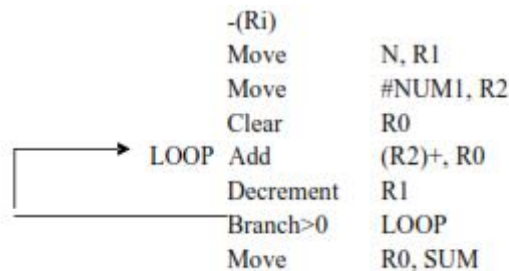 -(Ri)
Move N, R1
Move #NUM1, R2
Clear R0
LOOP Add (R2)+, R0
Decrement R1
Branch>0 LOOP
Move R0, SUM